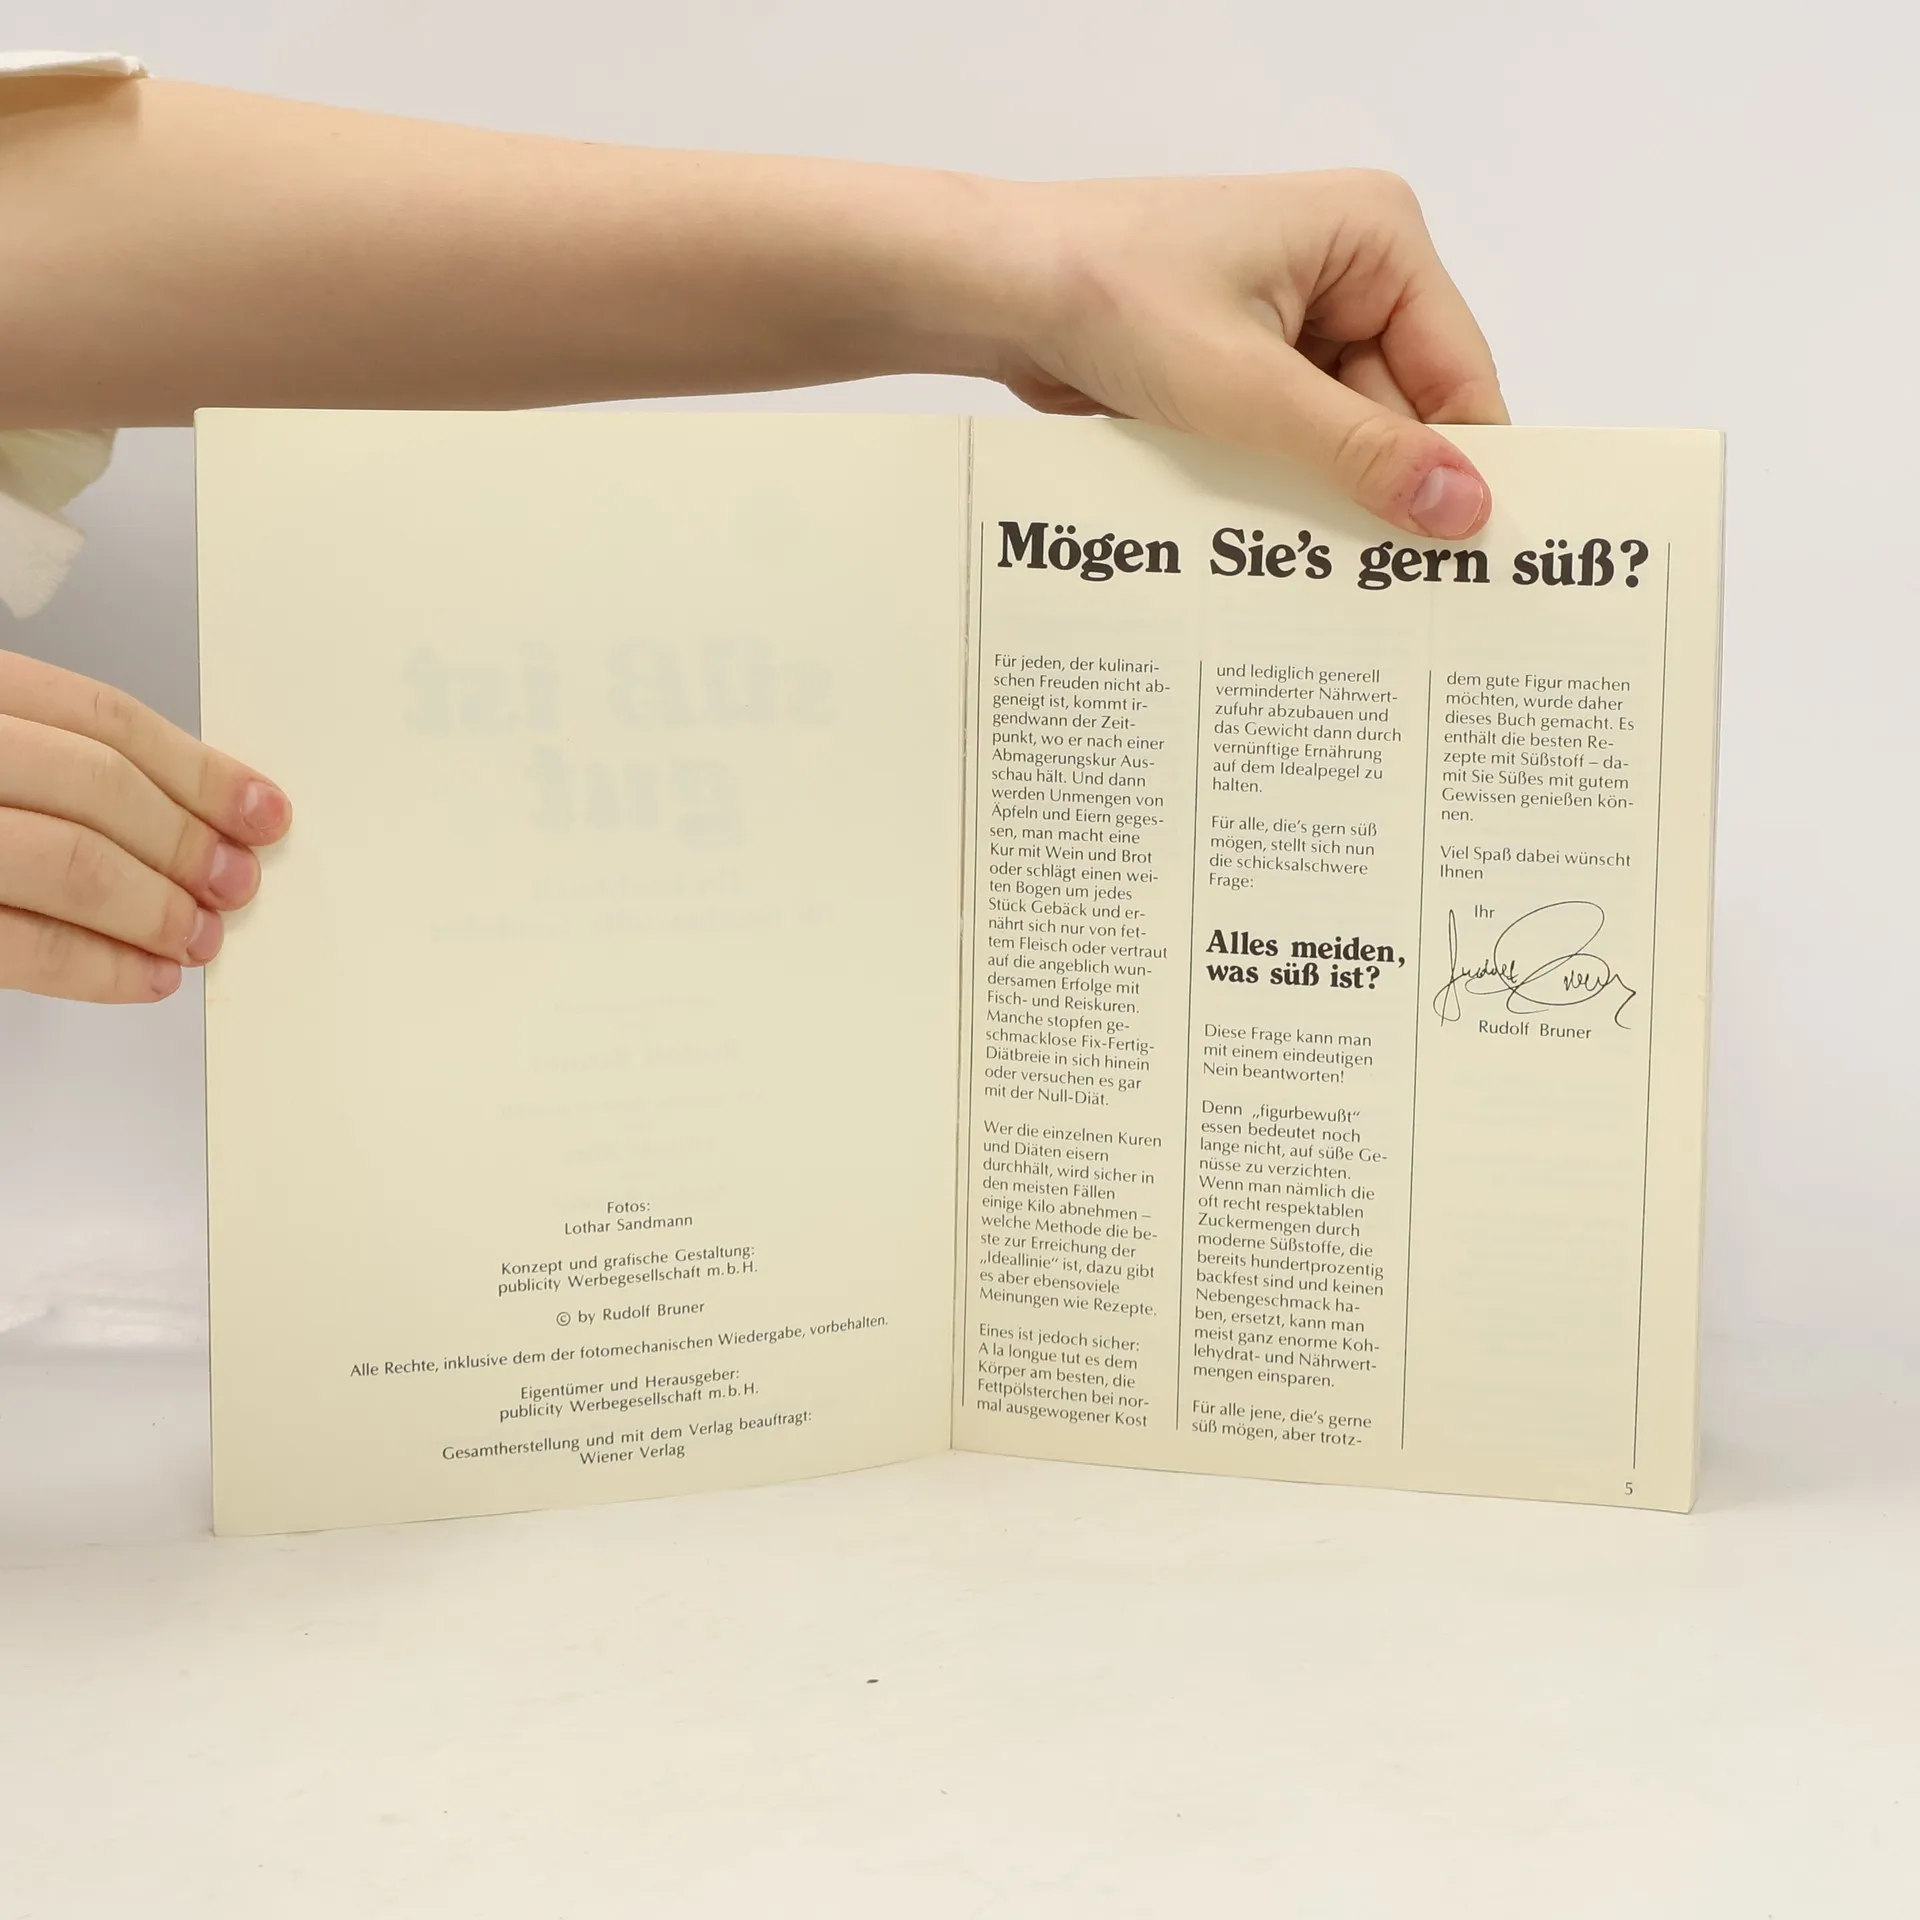 Fotos:
Lothar Sandmann
Konzept und grafische Gestaltung:
publicity Werbegesellschaft m. b. H.
© by Rudolf Bruner
Alle Rechte, inklusive dem der fotomechanischen Wiedergabe, vorbehalten.
Eigentümer und Herausgeber:
publicity Werbegesellschaft m. b. H.
Gesamtherstellung und mit dem Verlag beauftragt:
Wiener Verlag
Mögen Sie's gern süß?
Für jeden, der kulinari-
schen Freuden nicht ab-
geneigt ist, kommt ir-
gendwann der Zeit-
punkt, wo er nach einer
Abmagerungskur Aus-
schau hält. Und dann
werden Unmengen von
Äpfeln und Eiern geges-
sen, man macht eine
Kur mit Wein und Brot
oder schlägt einen wei-
ten Bogen um jedes
Stück Gebäck und er-
nährt sich nur von fet-
tem Fleisch oder vertraut
auf die angeblich wun-
dersamen Erfolge mit
Fisch- und Reiskuren.
Manche stopfen ge-
schmacklose Fix-Fertig-
Diätbreie in sich hinein
oder versuchen es gar
mit der Null-Diät.
Wer die einzelnen Kuren
und Diäten eisern
durchhält, wird sicher in
den meisten Fällen
einige Kilo abnehmen –
welche Methode die be-
ste zur Erreichung der
„Ideallinie“ ist, dazu gibt
es aber ebensoviele
Meinungen wie Rezepte.
Eines ist jedoch sicher:
A la longue tut es dem
Körper am besten, die
Fettpölsterchen bei nor-
mal ausgewogener Kost
und lediglich generell
verminderter Nährwert-
zufuhr abzubauen und
das Gewicht dann durch
vernünftige Ernährung
auf dem Idealpegel zu
halten.
Für alle, die's gern süß
mögen, stellt sich nun
die schicksalschwere
Frage:
Alles meiden,
was süß ist?
Diese Frage kann man
mit einem eindeutigen
Nein beantworten!
Denn „figurbewußt“
essen bedeutet noch
lange nicht, auf süße Ge-
nüsse zu verzichten.
Wenn man nämlich die
oft recht respektablen
Zuckermengen durch
moderne Süßstoffe, die
bereits hundertprozentig
backfest sind und keinen
Nebengeschmack ha-
ben, ersetzt, kann man
meist ganz enorme Koh-
lehydrat- und Nährwert-
mengen einsparen.
Für alle jene, die's gerne
süß mögen, aber trotz-
dem gute Figur machen
möchten, wurde daher
dieses Buch gemacht. Es
enthält die besten Re-
zepte mit Süßstoff – da-
mit Sie Süßes mit gutem
Gewissen genießen kön-
nen.
Viel Spaß dabei wünscht
Ihnen
Ihr
Rudolf Bruner
Rudolf Bruner
5